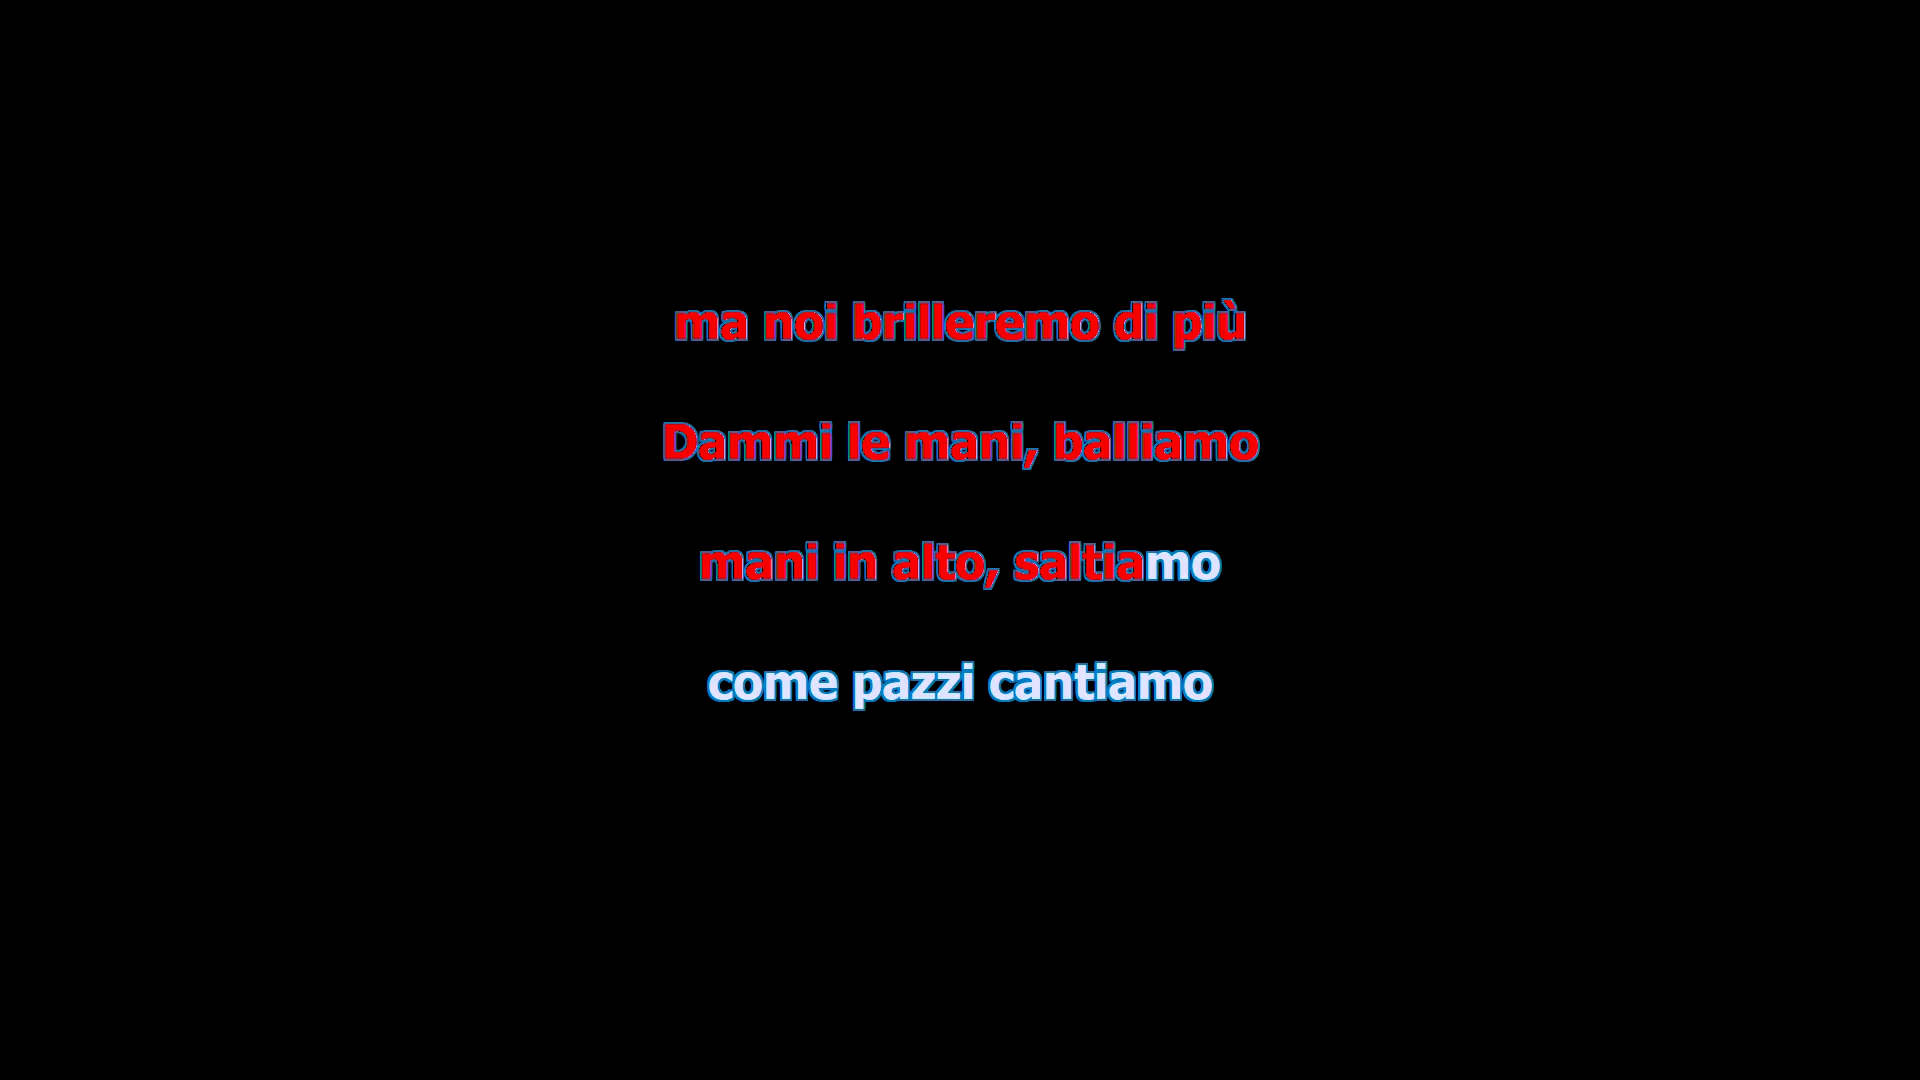 ma noi brilleremo di più
Dammi le mani, balliamo
mani in alto, saltiamo
come pazzi cantiamo